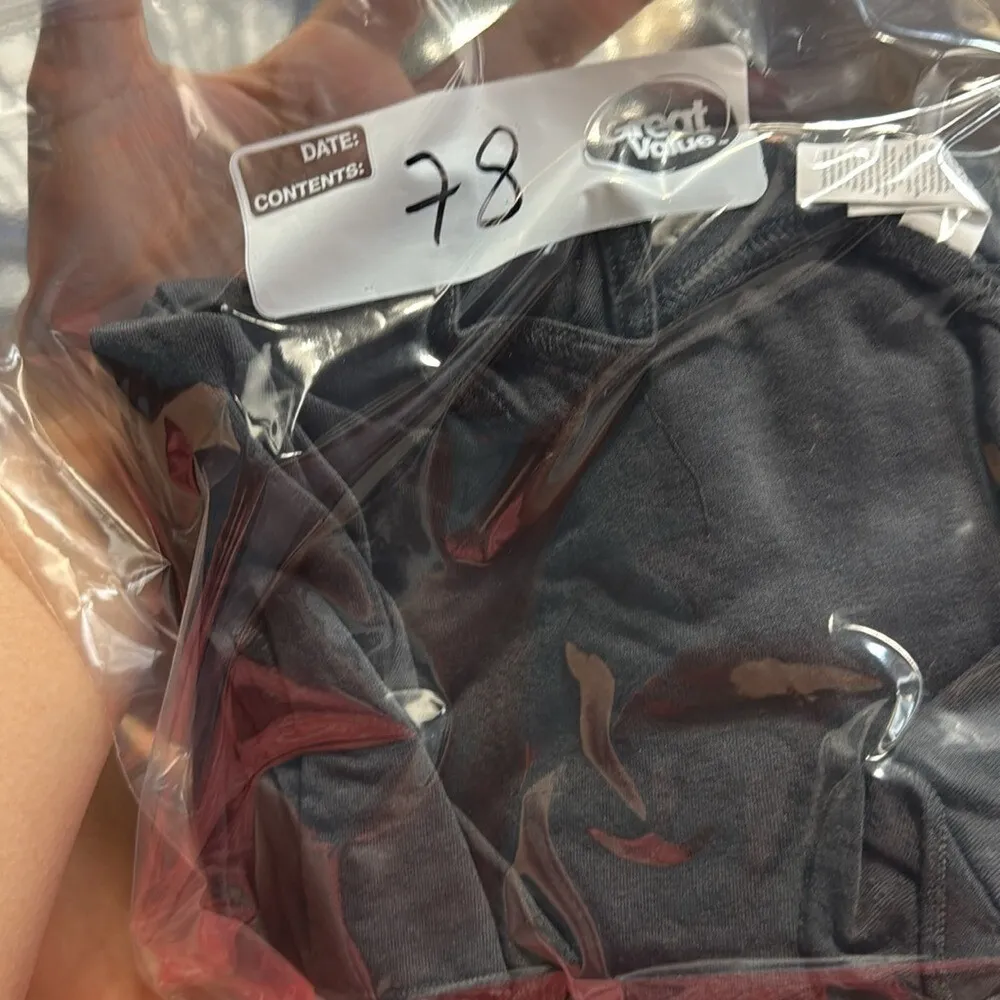 DATE:
CONTENTS:
78
Great
Value